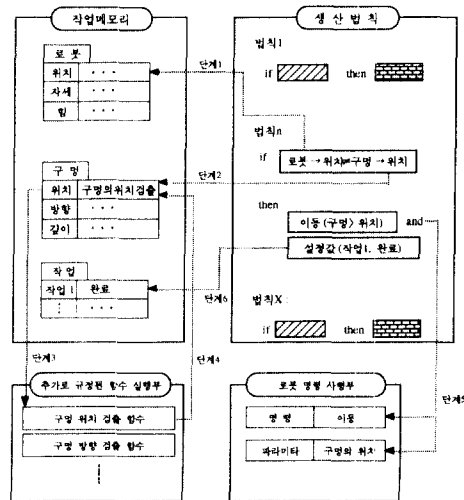 작업메모리
생산법칙
로봇
위치 · · ·
자세 · · ·
힘 · · ·
단계1
법칙1
if then
법칙n
if 로봇→위치≠구멍→위치
구멍
단계2
위치 구멍의위치검출
방향 · · ·
깊이 · · ·
then
이동(구멍> 위치) and
설정값(작업1, 완료)
작업
작업1 완료
⋮ · · ·
단계6
법칙X
if then
단계3
단계4
추가로 규정된 함수 실행부
로봇 명령 사형부
단계5
구멍 위치 검출 함수
명령 이동
구멍 방향 검출 함수
파라미타 구멍의 위치